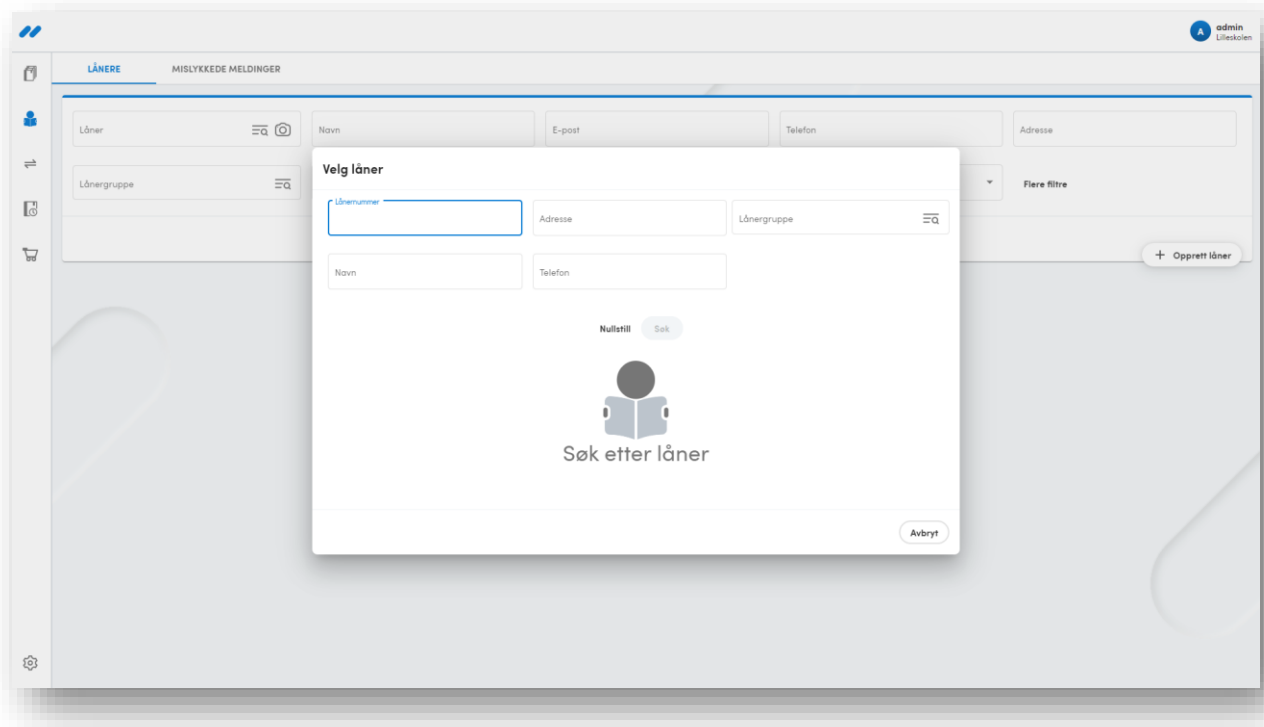 A
admin
Lilleskolen
LÅNERE MISLYKKEDE MELDINGER
Låner Navn E-post Telefon Adresse
Lånergruppe Flere filtre
+ Opprett låner
Velg låner
Lånernummer
Adresse Lånergruppe
Navn Telefon
Nullstill Søk
Søk etter låner
Avbryt